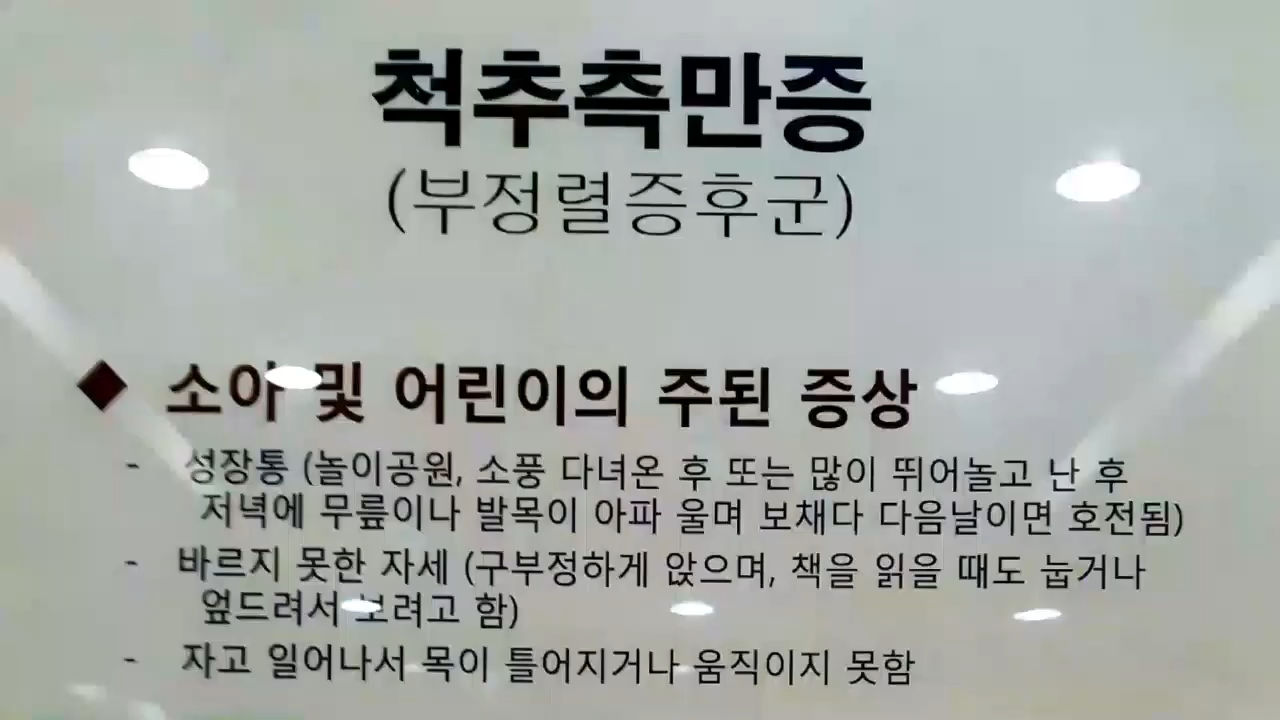 척추측만증
(부정렬증후군)
◆ 소아 및 어린이의 주된 증상
- 성장통 (놀이공원, 소풍 다녀온 후 또는 많이 뛰어놀고 난 후
저녁에 무릎이나 발목이 아파 울며 보채다 다음날이면 호전됨)
- 바르지 못한 자세 (구부정하게 앉으며, 책을 읽을 때도 눕거나
엎드려서 보려고 함)
- 자고 일어나서 목이 틀어지거나 움직이지 못함